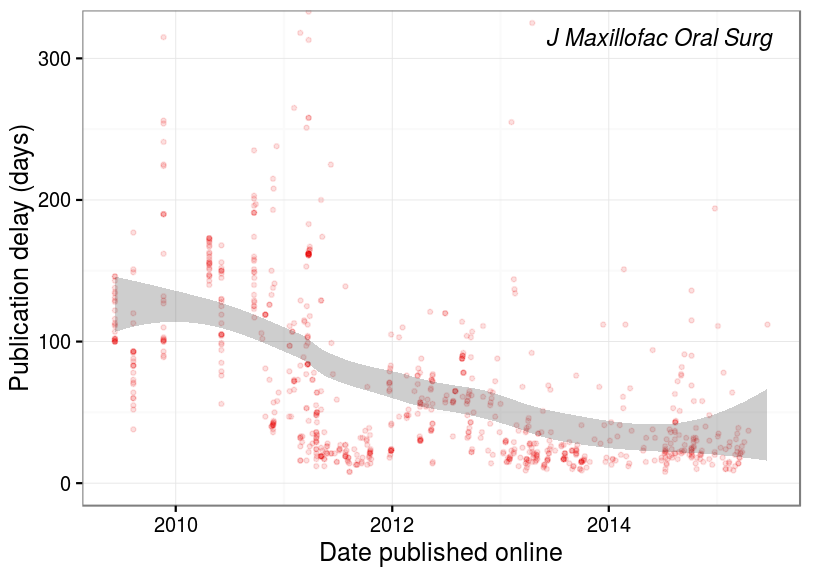 J Maxillofac Oral Surg
Publication delay (days)
300
200
100
0
2010 2012 2014
Date published online